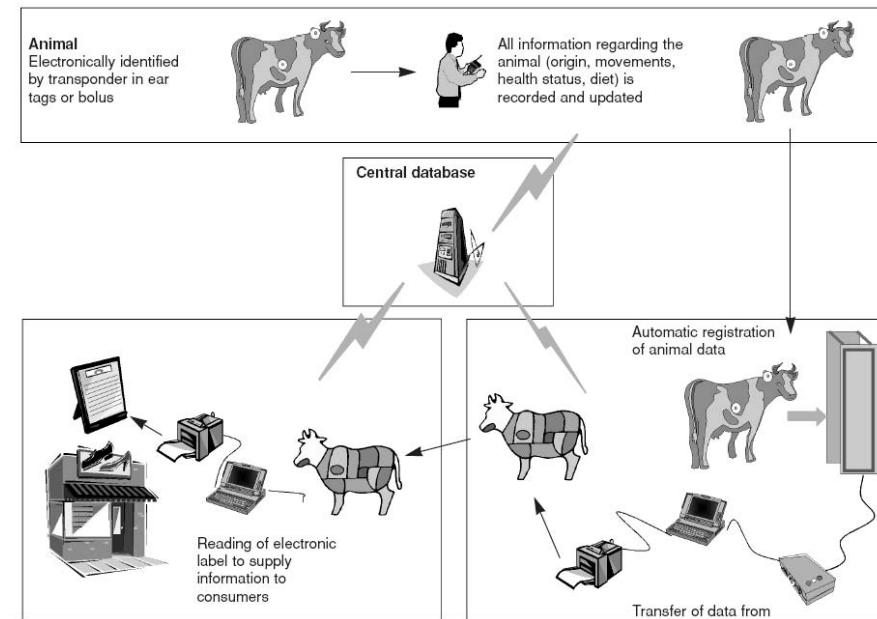 Animal
Electronically identified
by transponder in ear
tags or bolus
All information regarding the
animal (origin, movements,
health status, diet) is
recorded and updated
Central database
Automatic registration
of animal data
Reading of electronic
label to supply
information to
consumers
Transfer of data from